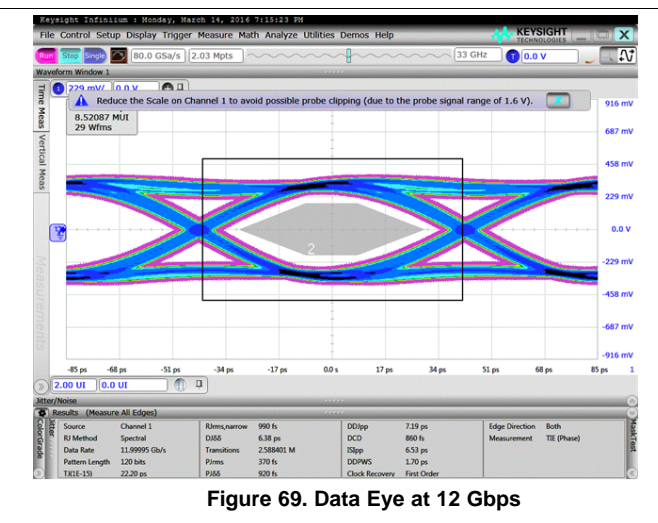 Keysight Infiniium : Monday, March 14, 2016 7:15:23 PM
File Control Setup Display Trigger Measure Math Analyze Utilities Demos Help
KEYSIGHT
TECHNOLOGIES
Run Stop Single 80.0 GSa/s 2.03 Mpts 33 GHz T 0.0 V
Waveform Window 1
1 229 mV/ 0.0 V
Reduce the Scale on Channel 1 to avoid possible probe clipping (due to the probe signal range of 1.6 V).
8.52087 MUI
29 Wfms
Time Meas
Vertical Meas
Measurements
916 mV
687 mV
458 mV
229 mV
0.0 V
-229 mV
-458 mV
-687 mV
-916 mV
2
-85 ps -68 ps -51 ps -34 ps -17 ps 0.0 s 17 ps 34 ps 51 ps 68 ps 85 ps 1
2.00 UI 0.0 UI
Jitter/Noise
Results (Measure All Edges)
ColorGrade
Jitter
MaskTest
Source Channel 1 RJrms,narrow 990 fs DDJpp 7.19 ps Edge Direction Both
RJ Method Spectral DJδδ 6.38 ps DCD 860 fs Measurement TIE (Phase)
Data Rate 11.99995 Gb/s Transitions 2.588401 M ISIpp 6.53 ps
Pattern Length 120 bits PJrms 370 fs DDPWS 1.70 ps
TJ(1E-15) 22.20 ps PJδδ 920 fs Clock Recovery First Order
Figure 69. Data Eye at 12 Gbps